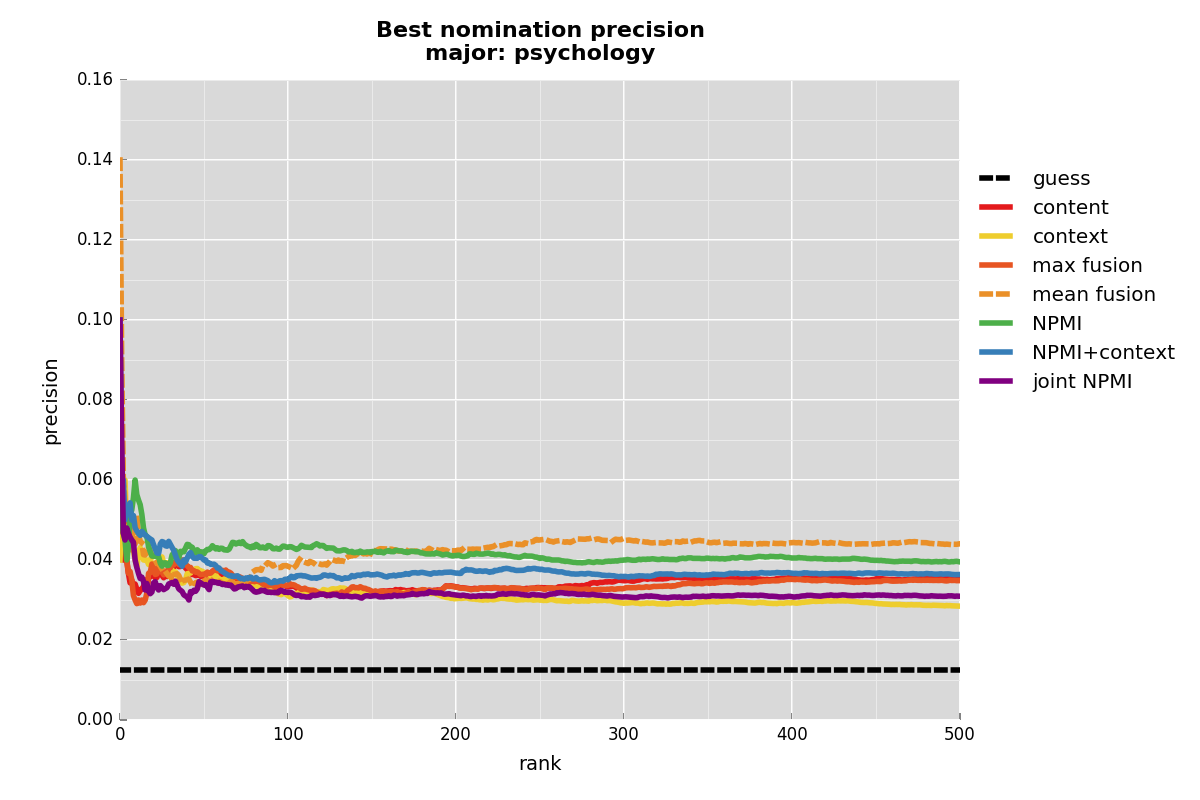 Best nomination precision
major: psychology
0.16
0.14
0.12
0.10
0.08
0.06
0.04
0.02
0.00
precision
0 100 200 300 400 500
rank
guess
content
context
max fusion
mean fusion
NPMI
NPMI+context
joint NPMI